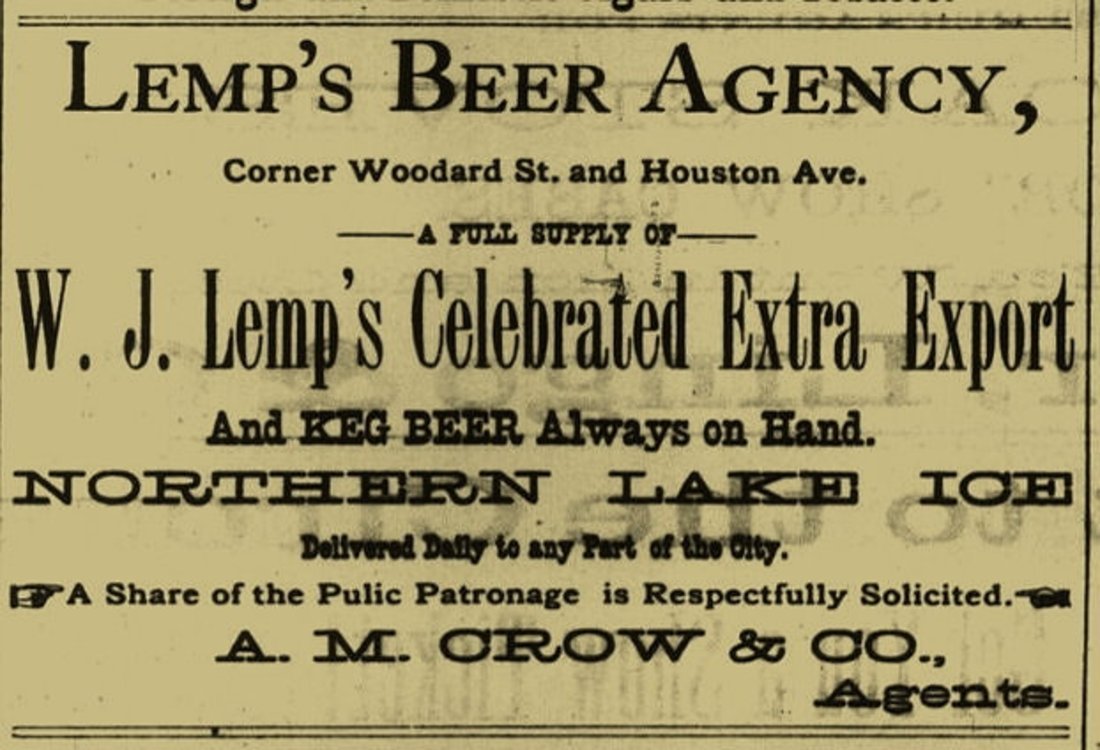 LEMP'S BEER AGENCY,
Corner Woodard St. and Houston Ave.
A FULL SUPPLY OF
W. J. Lemp's Celebrated Extra Export
And KEG BEER Always on Hand.
NORTHERN LAKE ICE
Delivered Daily to any Part of the City.
A Share of the Pulic Patronage is Respectfully Solicited.
A. M. CROW & CO.,
Agents.